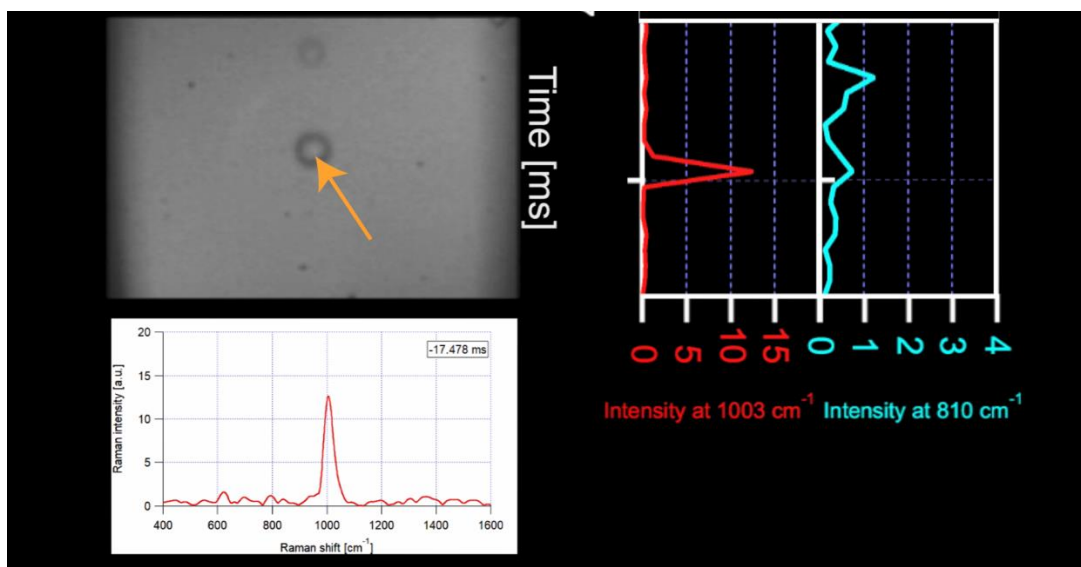 Time [ms]
20
-17.478 ms
15
10
5
0
Raman intensity [a.u.]
400 600 800 1000 1200 1400 1600
Raman shift [cm-1]
0 5 10 15 0 1 2 3 4
Intensity at 1003 cm-1 Intensity at 810 cm-1